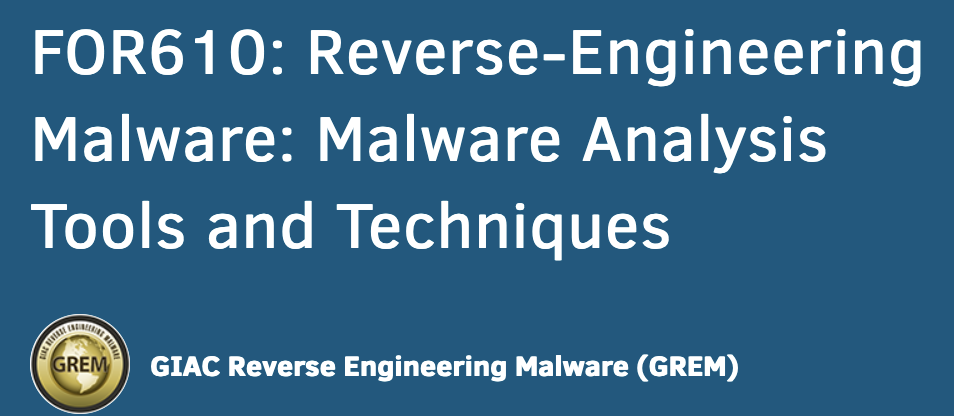 FOR610: Reverse-Engineering
Malware: Malware Analysis
Tools and Techniques
GIAC REVERSE ENGINEERING MALWARE
GREM
GIAC Reverse Engineering Malware (GREM)